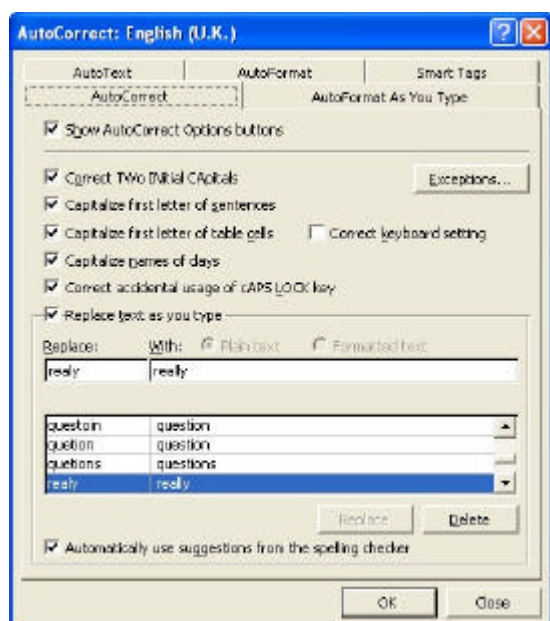 AutoCorrect: English (U.K.)
AutoText AutoFormat Smart Tags
AutoCorrect AutoFormat As You Type
Show AutoCorrect Options buttons
Correct TWo INitial CApitals Exceptions...
Capitalize first letter of sentences
Capitalize first letter of table cells Correct keyboard setting
Capitalize names of days
Correct accidental usage of cAPS LOCK key
Replace text as you type
Replace: With: Plain text Formatted text
realy really
questoin question
quetion question
quetions questions
realy really
Replace Delete
Automatically use suggestions from the spelling checker
OK Close